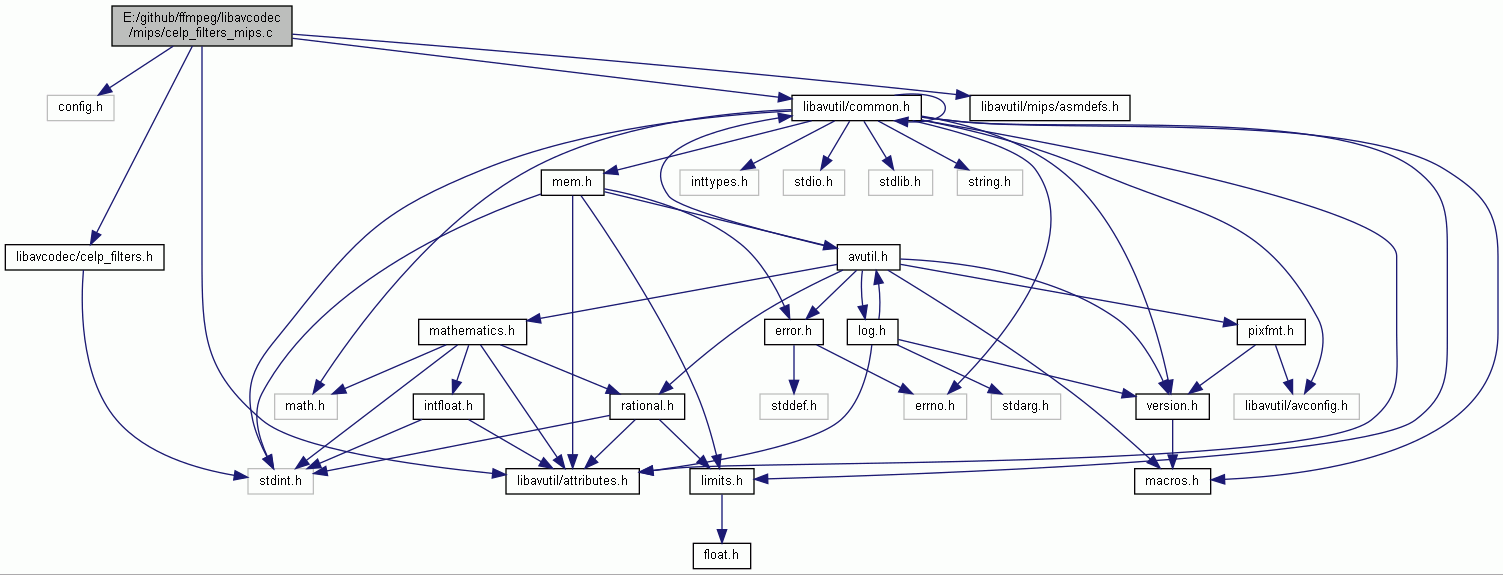 E:/github/ffmpeg/libavcodec
/mips/celp_filters_mips.c
config.h
libavutil/common.h
libavutil/mips/asmdefs.h
mem.h
inttypes.h
stdio.h
stdlib.h
string.h
libavcodec/celp_filters.h
avutil.h
mathematics.h
error.h
log.h
pixfmt.h
math.h
intfloat.h
rational.h
stddef.h
errno.h
stdarg.h
version.h
libavutil/avconfig.h
stdint.h
libavutil/attributes.h
limits.h
macros.h
float.h